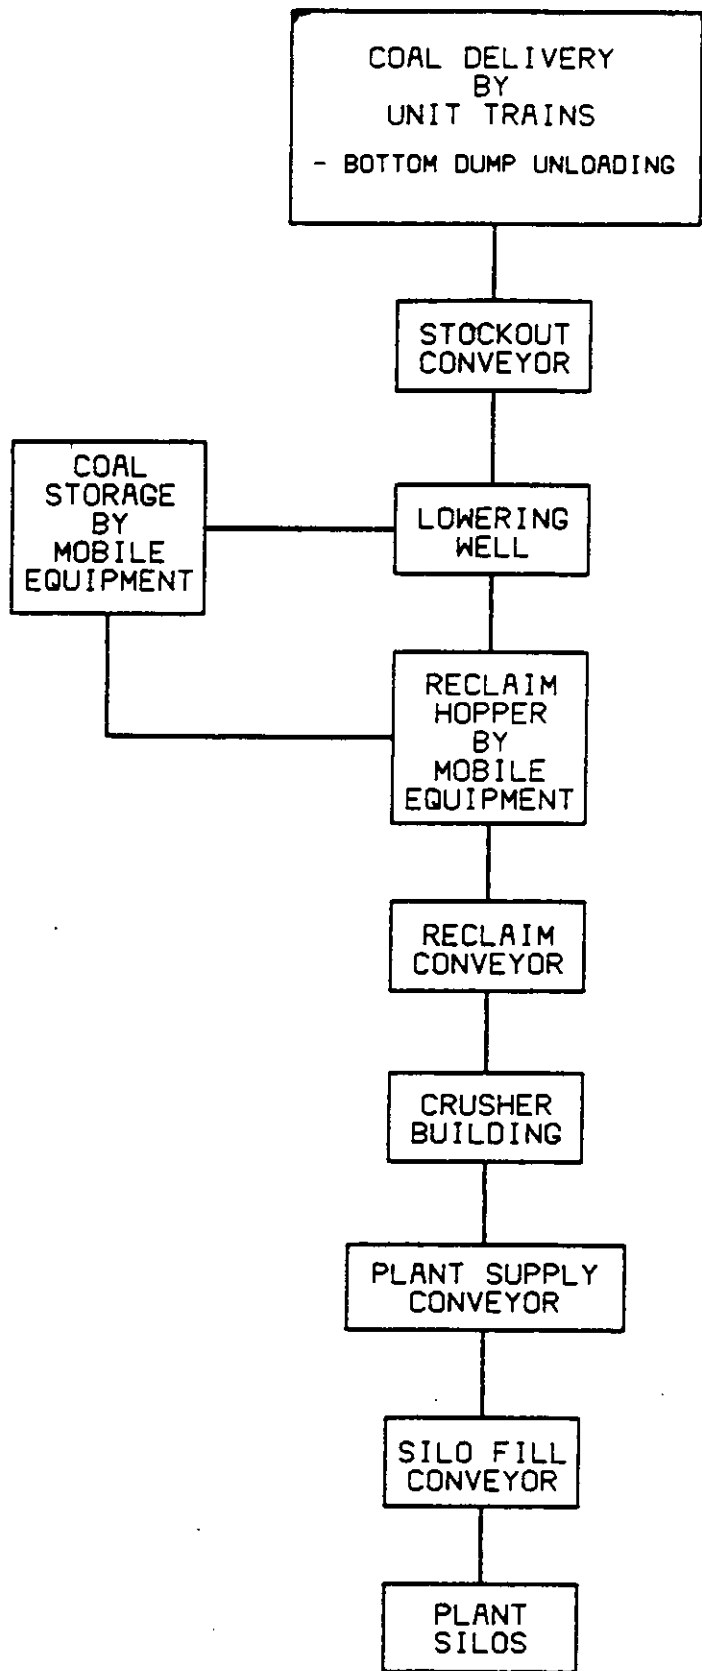 COAL DELIVERY
BY
UNIT TRAINS
- BOTTOM DUMP UNLOADING
STOCKOUT
CONVEYOR
COAL
STORAGE
BY
MOBILE
EQUIPMENT
LOWERING
WELL
RECLAIM
HOPPER
BY
MOBILE
EQUIPMENT
RECLAIM
CONVEYOR
CRUSHER
BUILDING
PLANT SUPPLY
CONVEYOR
SILO FILL
CONVEYOR
PLANT
SILOS